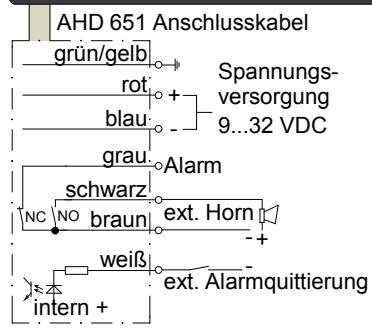 AHD 651 Anschlusskabel
grün/gelb
rot +
Spannungs-
versorgung
blau -
9...32 VDC
grau Alarm
schwarz
NC NO
braun ext. Horn
- +
weiß -
ext. Alarmquittierung
intern +